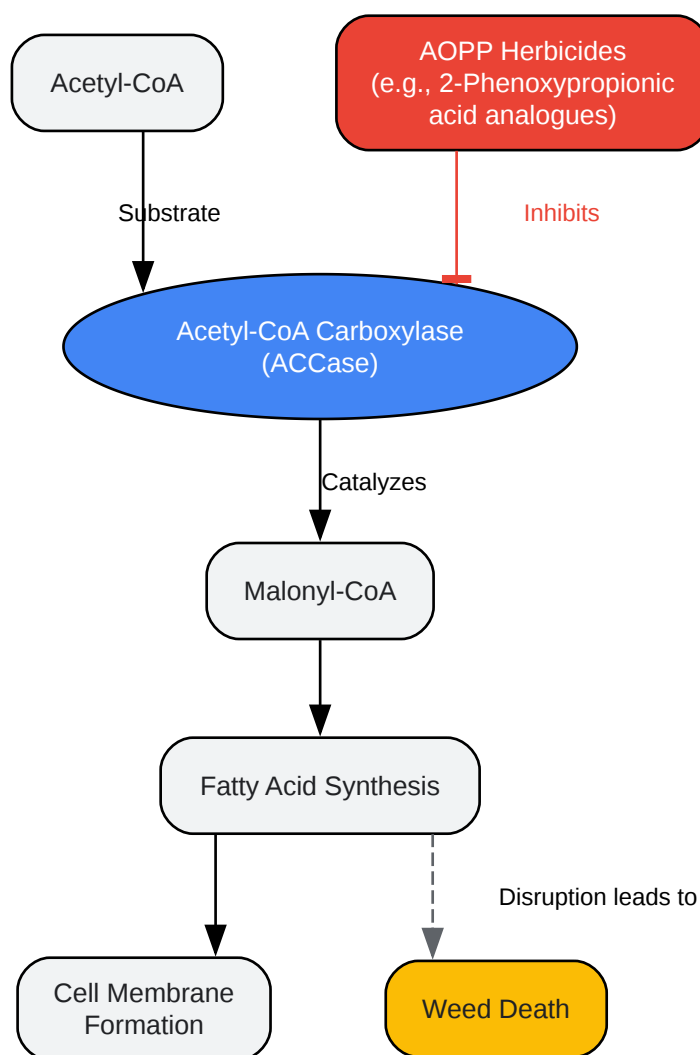 Acetyl-CoA
AOPP Herbicides
(e.g., 2-Phenoxypropionic
acid analogues)
Substrate
Inhibits
Acetyl-CoA Carboxylase
(ACCase)
Catalyzes
Malonyl-CoA
Fatty Acid Synthesis
Disruption leads to
Cell Membrane
Formation
Weed Death